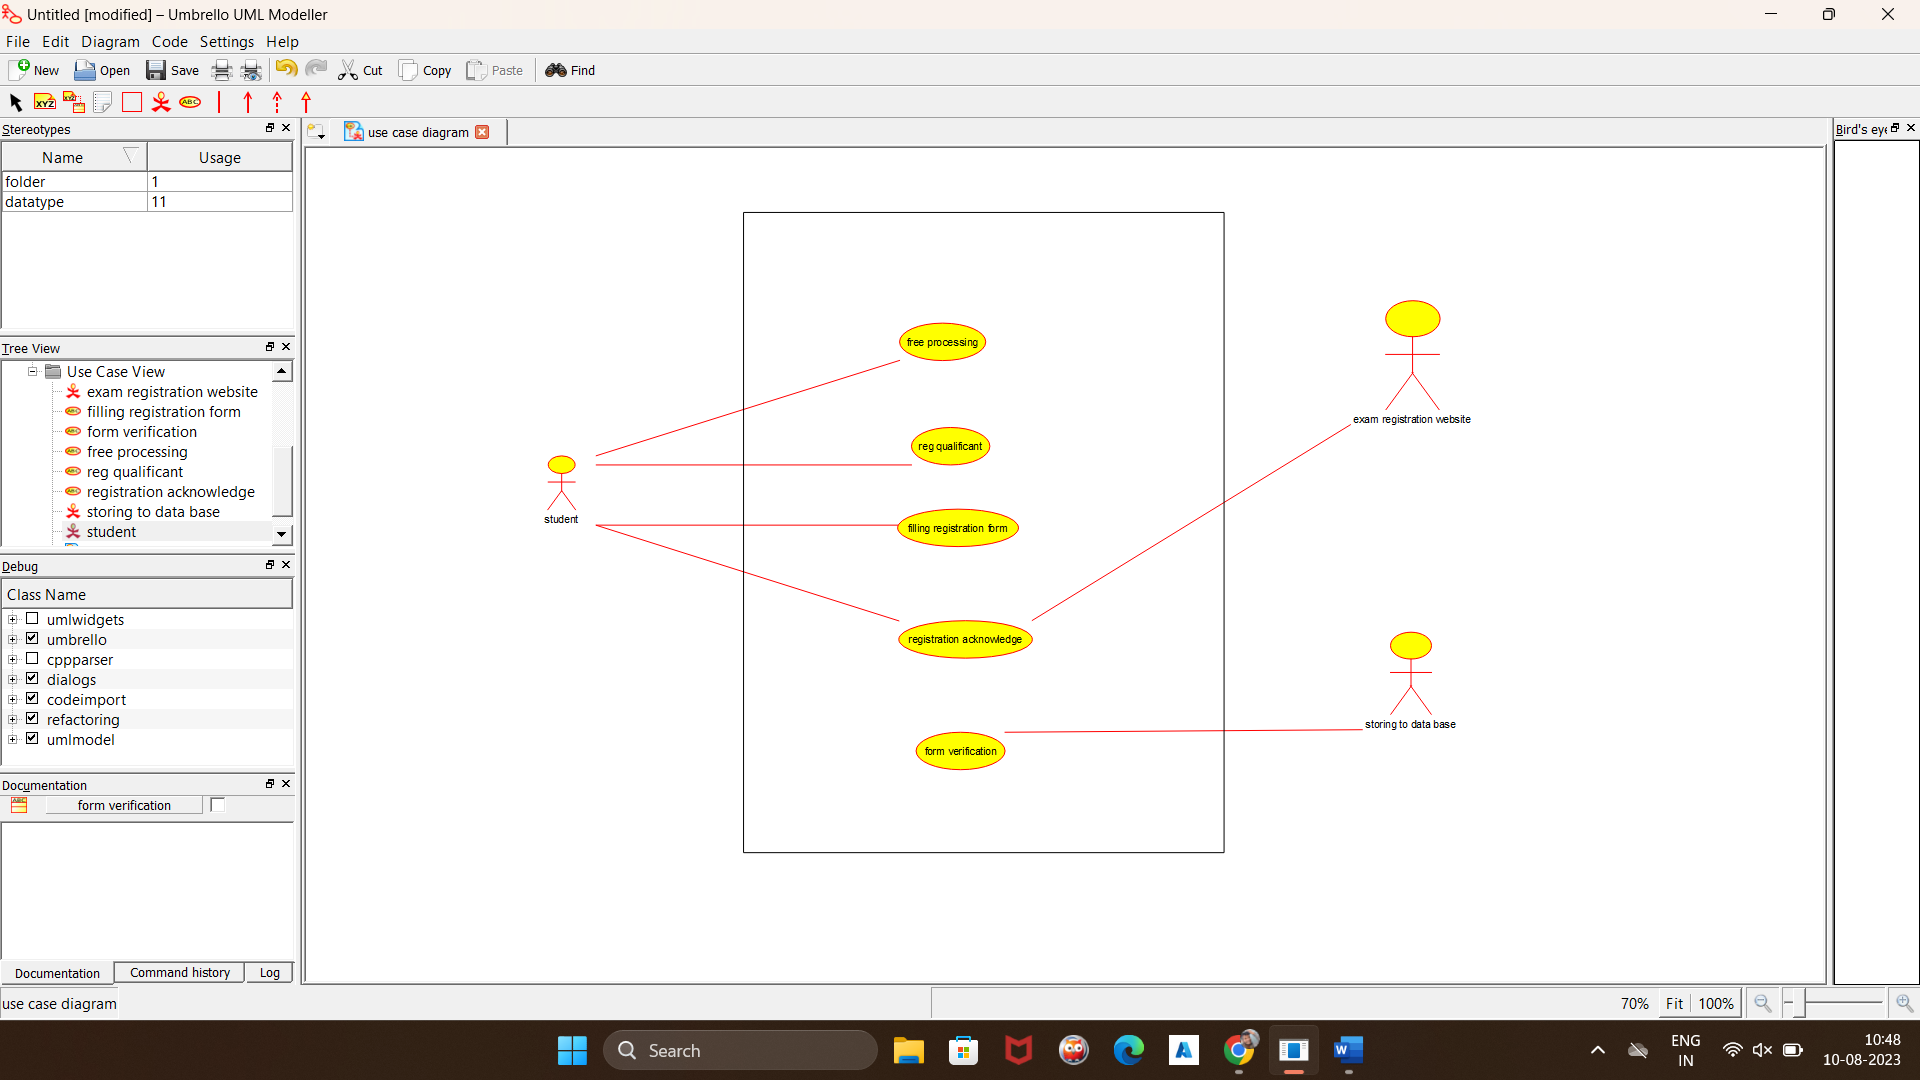 Untitled [modified] – Umbrello UML Modeller
File Edit Diagram Code Settings Help
New Open Save Cut Copy Paste Find
XYZ XYZ ABC
Stereotypes
Name Usage
folder 1
datatype 11
Tree View
Use Case View
exam registration website
filling registration form
form verification
free processing
reg qualificant
registration acknowledge
storing to data base
student
Debug
Class Name
umlwidgets
umbrello
cppparser
dialogs
codeimport
refactoring
umlmodel
Documentation
form verification
Documentation Command history Log
use case diagram
use case diagram
free processing
reg qualificant
student
filling registration form
registration acknowledge
form verification
exam registration website
storing to data base
Bird's eye
70% Fit 100%
Search
W
ENG
IN
10:48
10-08-2023